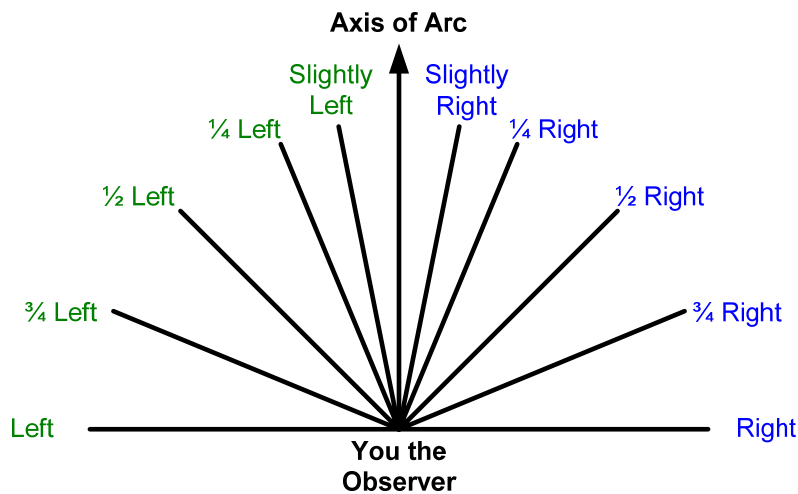 Axis of Arc
Slightly
Left
Slightly
Right
¼ Left
¼ Right
½ Left
½ Right
¾ Left
¾ Right
Left
Right
You the
Observer